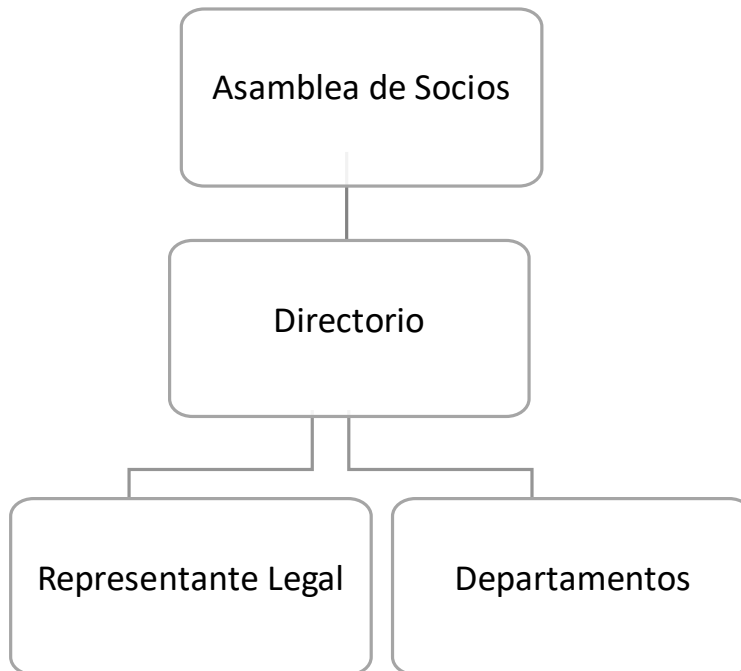 Asamblea de Socios
Directorio
Representante Legal
Departamentos